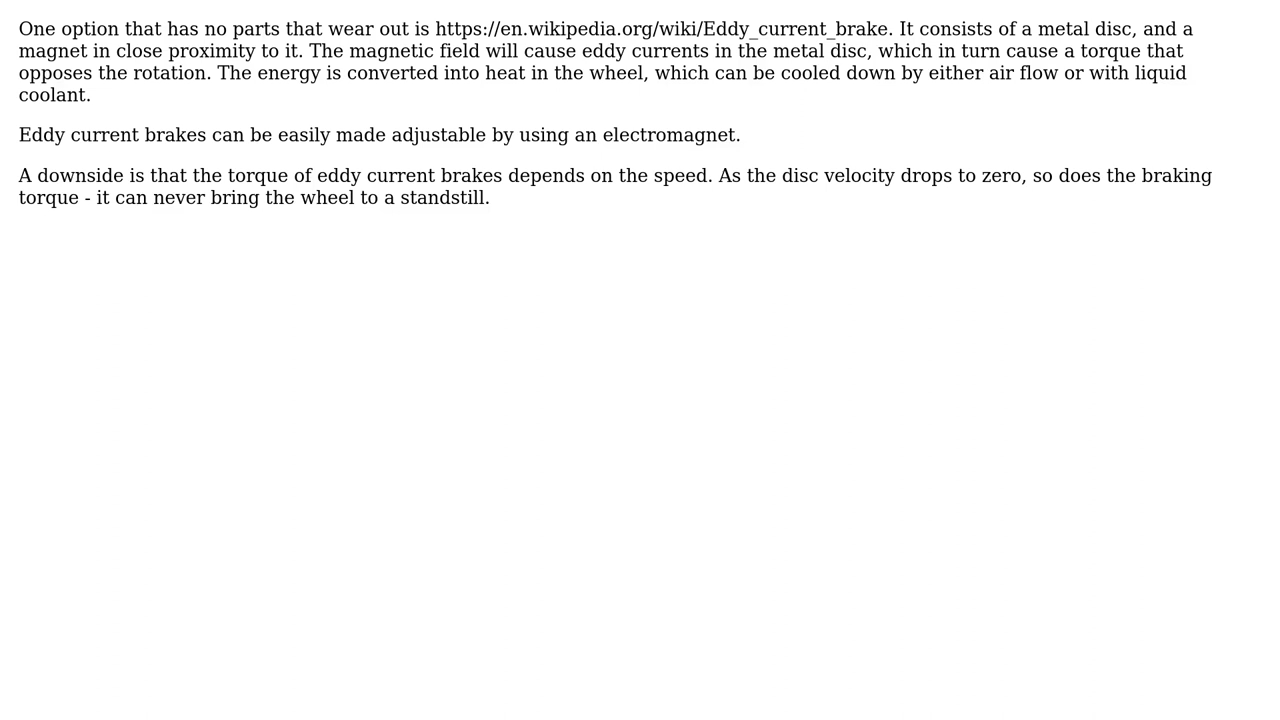 One option that has no parts that wear out is https://en.wikipedia.org/wiki/Eddy_current_brake. It consists of a metal disc, and a
magnet in close proximity to it. The magnetic field will cause eddy currents in the metal disc, which in turn cause a torque that
opposes the rotation. The energy is converted into heat in the wheel, which can be cooled down by either air flow or with liquid
coolant.
Eddy current brakes can be easily made adjustable by using an electromagnet.
A downside is that the torque of eddy current brakes depends on the speed. As the disc velocity drops to zero, so does the braking
torque - it can never bring the wheel to a standstill.